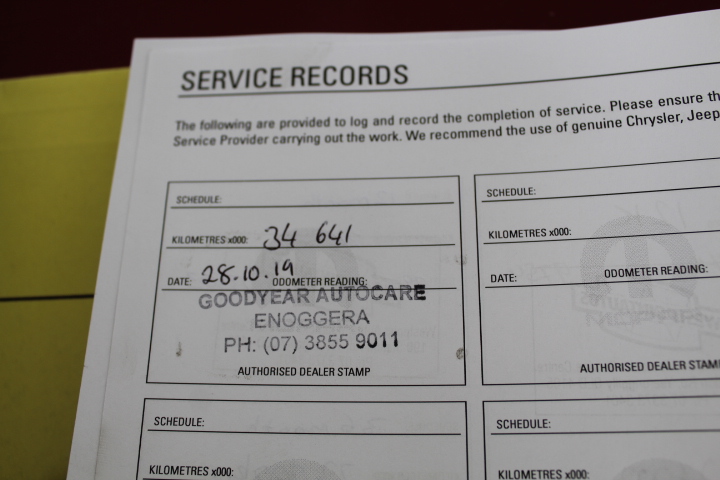 SERVICE RECORDS
The following are provided to log and record the completion of service. Please ensure th
Service Provider carrying out the work. We recommend the use of genuine Chrysler, Jeep
SCHEDULE:
KILOMETRES x000: 34 641
DATE: 28.10.19 ODOMETER READING:
GOODYEAR AUTOCARE
ENOGGERA
PH: (07) 3855 9011
AUTHORISED DEALER STAMP
SCHEDULE:
KILOMETRES x000:
DATE: ODOMETER READING:
AUTHORISED DEALER STAM
SCHEDULE:
KILOMETRES x000:
SCHEDULE:
KILOMETRES x000: